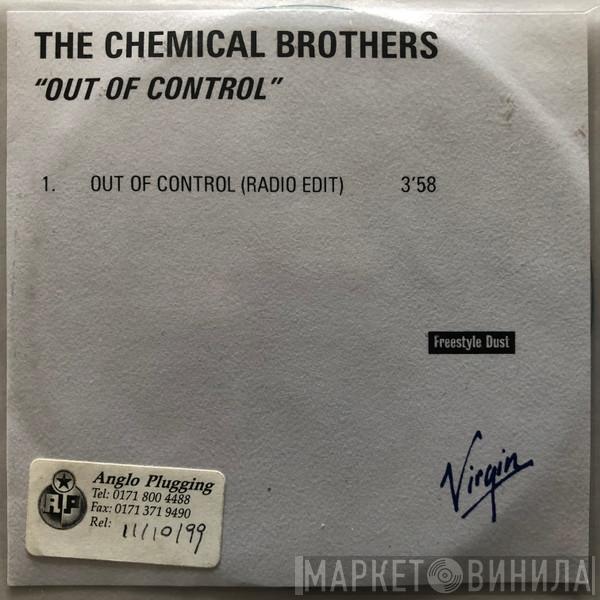 THE CHEMICAL BROTHERS
"OUT OF CONTROL"
1. OUT OF CONTROL (RADIO EDIT) 3'58
Freestyle Dust
Virgin
AP
Anglo Plugging
Tel: 0171 800 4488
Fax: 0171 371 9490
Rel: 11/10/99
МАРКЕТ ВИНИЛА